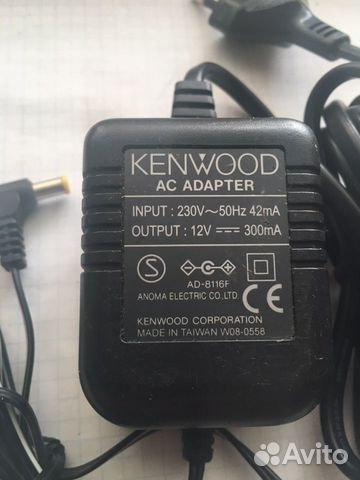 KENWOOD
AC ADAPTER
INPUT : 230V~50Hz 42mA
OUTPUT : 12V ⎓ 300mA
S
AD-8116F
ANOMA ELECTRIC CO.,LTD.
CE
KENWOOD CORPORATION
MADE IN TAIWAN W08-0558
Avito